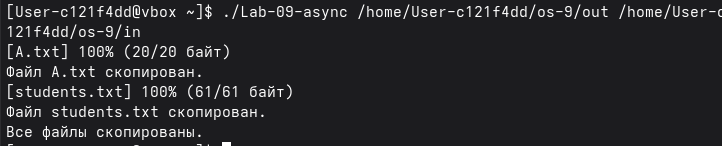 [User-c121f4dd@vbox ~]$ ./Lab-09-async /home/User-c121f4dd/os-9/out /home/User-c
121f4dd/os-9/in
[A.txt] 100% (20/20 байт)
Файл A.txt скопирован.
[students.txt] 100% (61/61 байт)
Файл students.txt скопирован.
Все файлы скопированы.